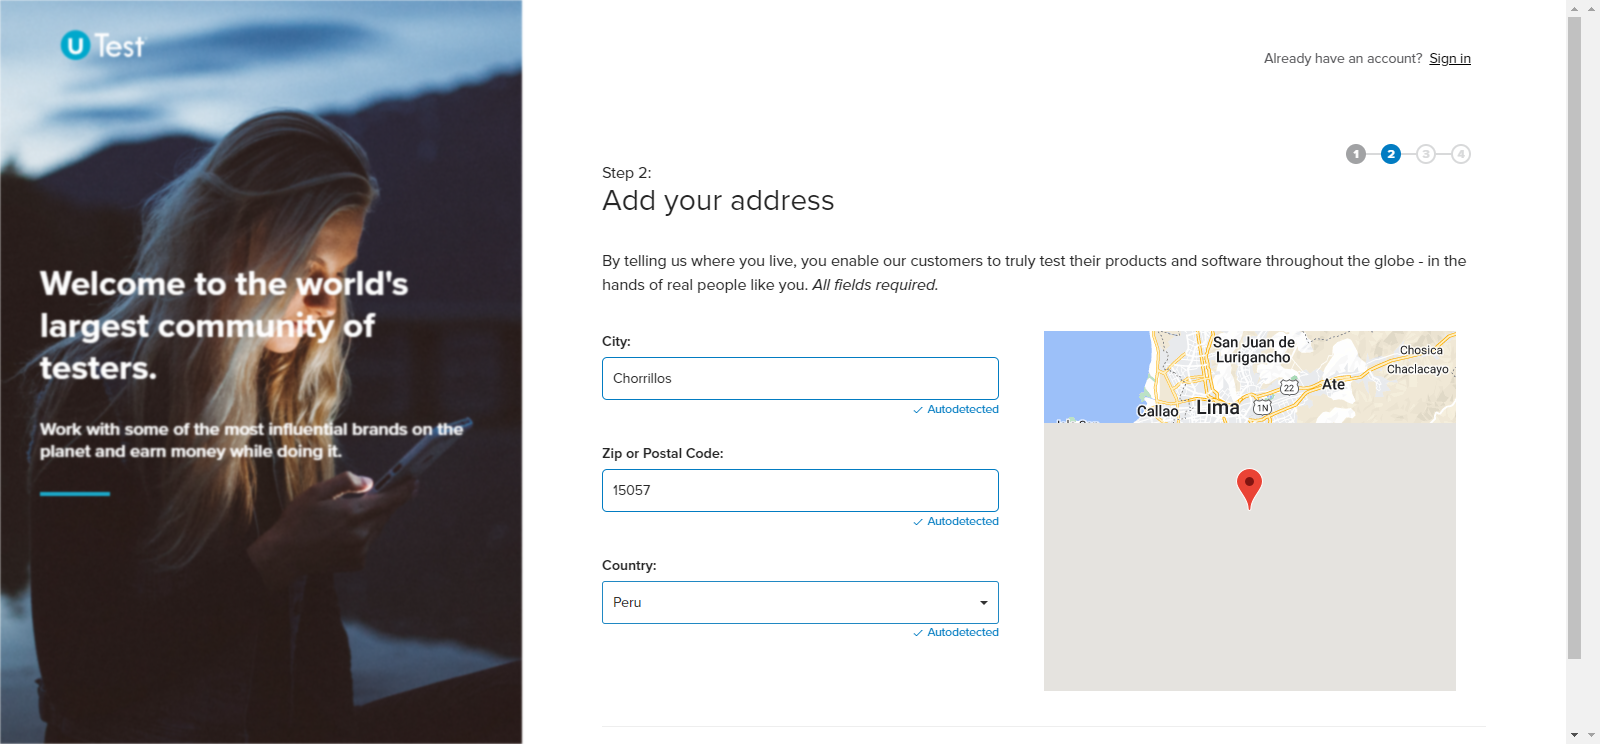 u Test
Welcome to the world's
largest community of
testers.
Work with some of the most influential brands on the
planet and earn money while doing it.
Already have an account? Sign in
1 2 3 4
Step 2:
Add your address
By telling us where you live, you enable our customers to truly test their products and software throughout the globe - in the
hands of real people like you. All fields required.
City:
Chorrillos
Autodetected
Zip or Postal Code:
15057
Autodetected
Country:
Peru
Autodetected
San Juan de
Lurigancho
Chosica
Chaclacayo
22
Ate
Callao
Lima
1N